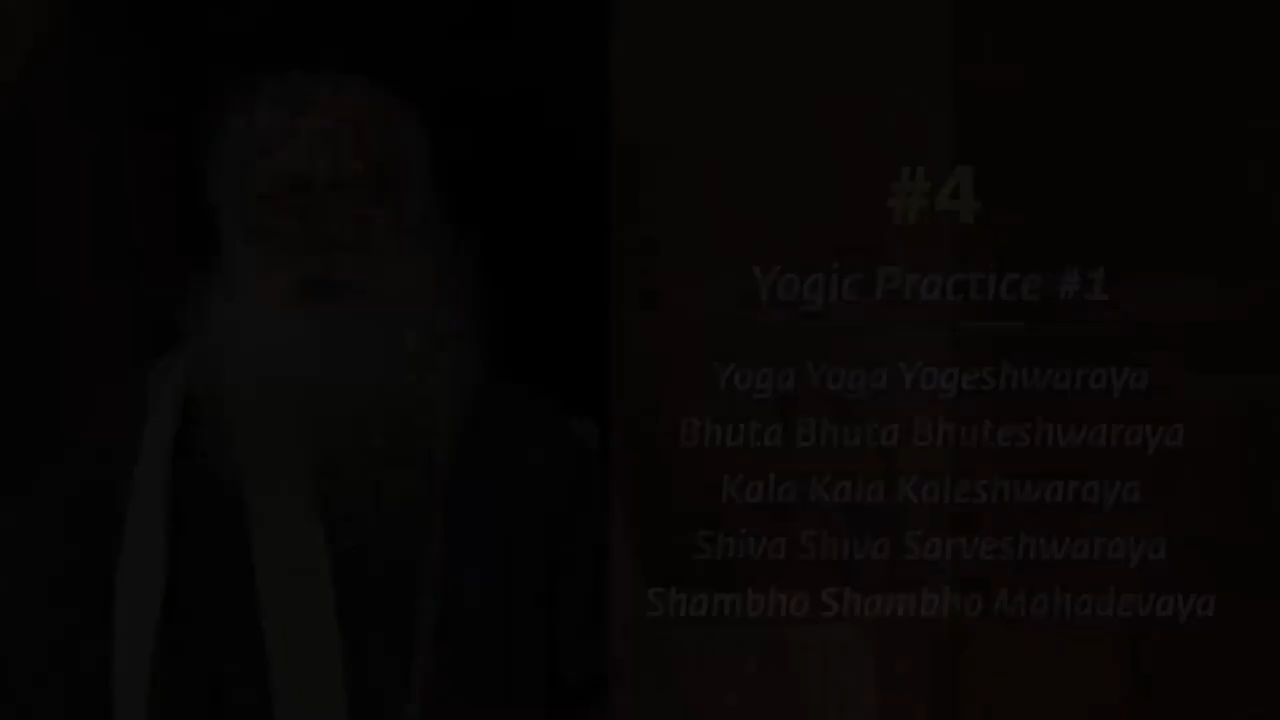 #4
Yogic Practice #1
Yoga Yoga Yogeshwaraya
Bhuta Bhuta Bhuteshwaraya
Kala Kala Kaleshwaraya
Shiva Shiva Sarveshwaraya
Shambho Shambho Mahadevaya